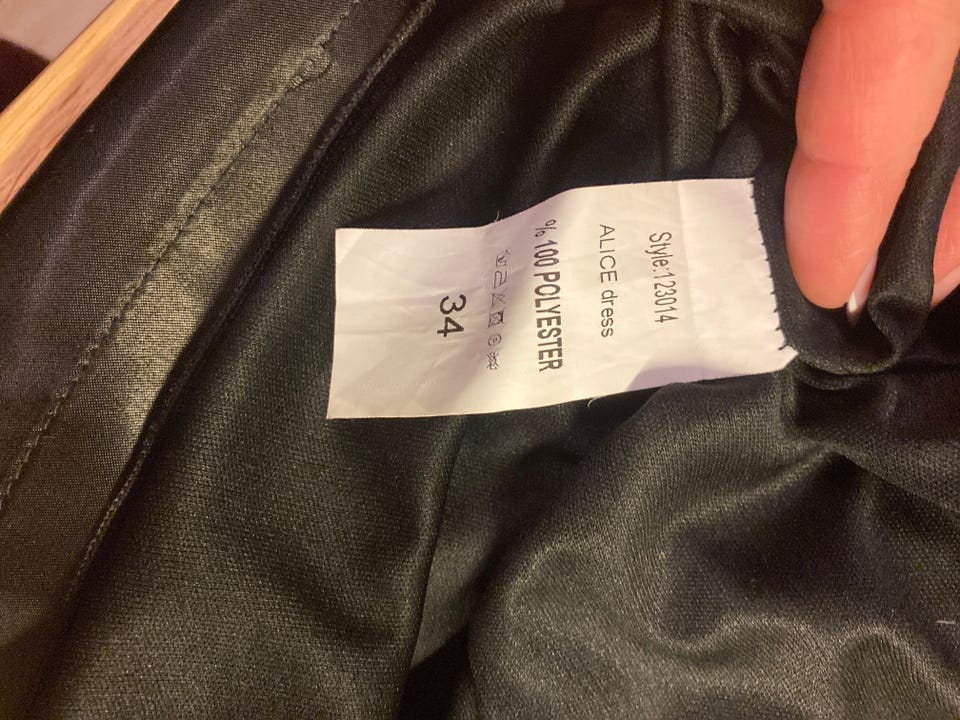 Style:123014
ALICE dress
% 100 POLYESTER
34